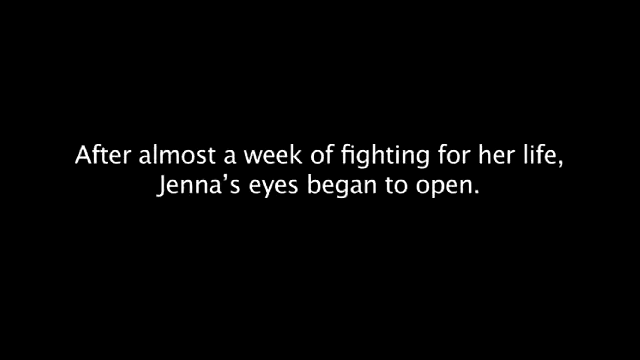 After almost a week of fighting for her life,
Jenna’s eyes began to open.